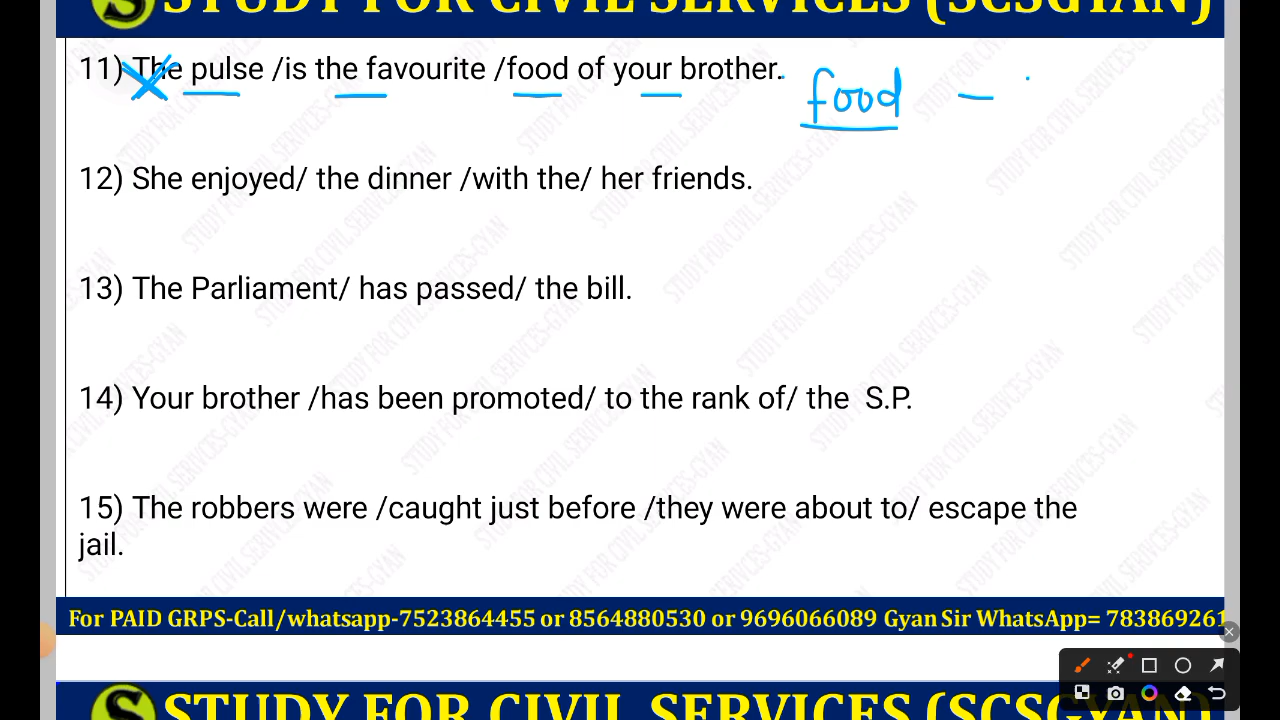 STUDY FOR CIVIL SERVICES (SCSGYAN)
11) The pulse /is the favourite /food of your brother.
food
12) She enjoyed/ the dinner /with the/ her friends.
13) The Parliament/ has passed/ the bill.
14) Your brother /has been promoted/ to the rank of/ the S.P.
15) The robbers were /caught just before /they were about to/ escape the
jail.
For PAID GRPS-Call/whatsapp-7523864455 or 8564880530 or 9696066089 Gyan Sir WhatsApp= 783869261
S STUDY FOR CIVIL SERVICES (SCSGYAN)